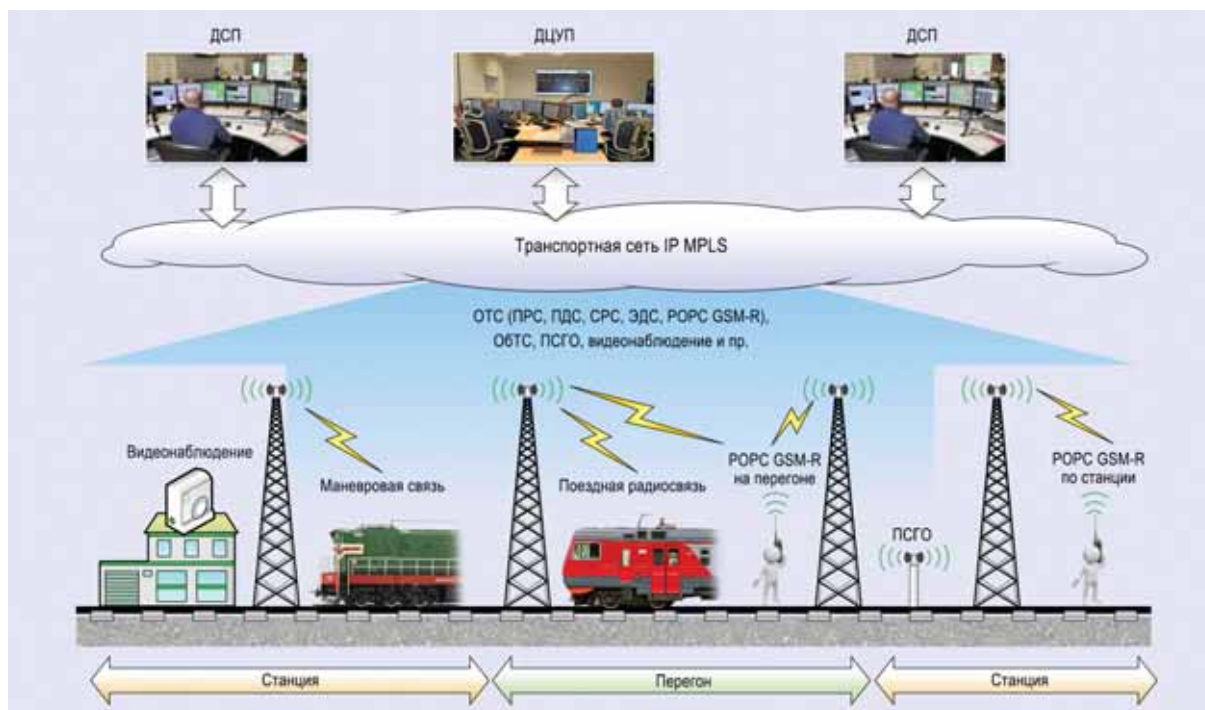 ДСП
ДЦУП
ДСП
Транспортная сеть IP MPLS
ОТС (ПРС, ПДС, СРС, ЭДС, РОРС GSM-R),
ОбТС, ПСГО, видеонаблюдение и пр.
Видеонаблюдение
Маневровая связь
Поездная радиосвязь
РОРС GSM-R
на перегоне
ПСГО
РОРС GSM-R
по станции
Станция
Перегон
Станция